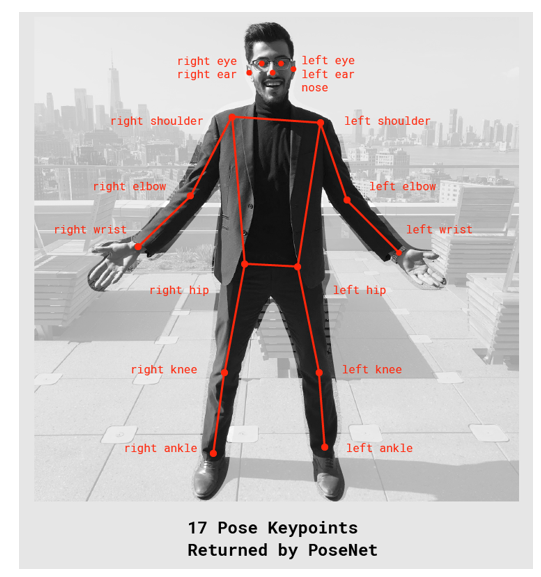 right eye
left eye
right ear
left ear
nose
right shoulder
left shoulder
right elbow
left elbow
right wrist
left wrist
right hip
left hip
right knee
left knee
right ankle
left ankle
17 Pose Keypoints
Returned by PoseNet